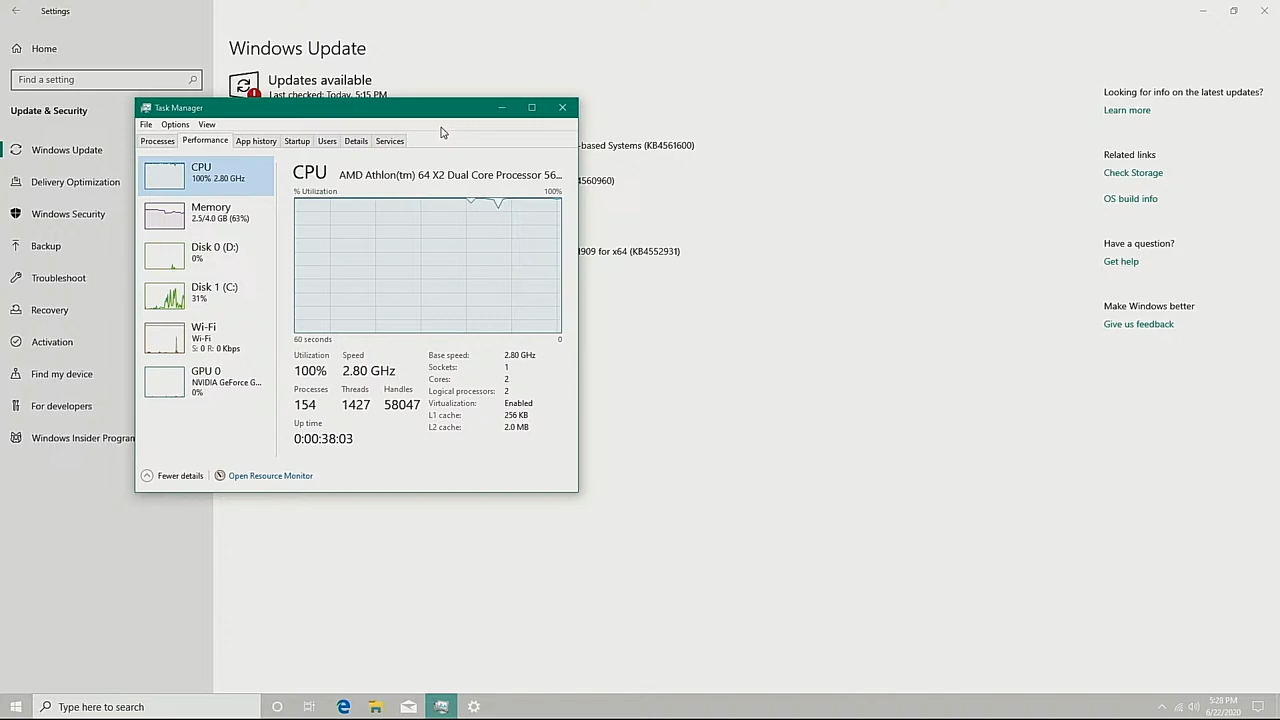 Settings
Home
Find a setting
Update & Security
Windows Update
Delivery Optimization
Windows Security
Backup
Troubleshoot
Recovery
Activation
Find my device
For developers
Windows Insider Program
Windows Update
Updates available
Last checked: Today, 5:15 PM
-based Systems (KB4561600)
4560960)
1909 for x64 (KB4552931)
Task Manager
File Options View
Processes Performance App history Startup Users Details Services
CPU
100% 2.80 GHz
Memory
2.5/4.0 GB (63%)
Disk 0 (D:)
0%
Disk 1 (C:)
31%
Wi-Fi
Wi-Fi
S: 0 R: 0 Kbps
GPU 0
NVIDIA GeForce G...
0%
CPU AMD Athlon(tm) 64 X2 Dual Core Processor 56...
% Utilization 100%
60 seconds 0
Utilization Speed
100% 2.80 GHz
Processes Threads Handles
154 1427 58047
Up time
0:00:38:03
Base speed: 2.80 GHz
Sockets: 1
Cores: 2
Logical processors: 2
Virtualization: Enabled
L1 cache: 256 KB
L2 cache: 2.0 MB
Fewer details Open Resource Monitor
Looking for info on the latest updates?
Learn more
Related links
Check Storage
OS build info
Have a question?
Get help
Make Windows better
Give us feedback
Type here to search
5:28 PM
6/22/2020